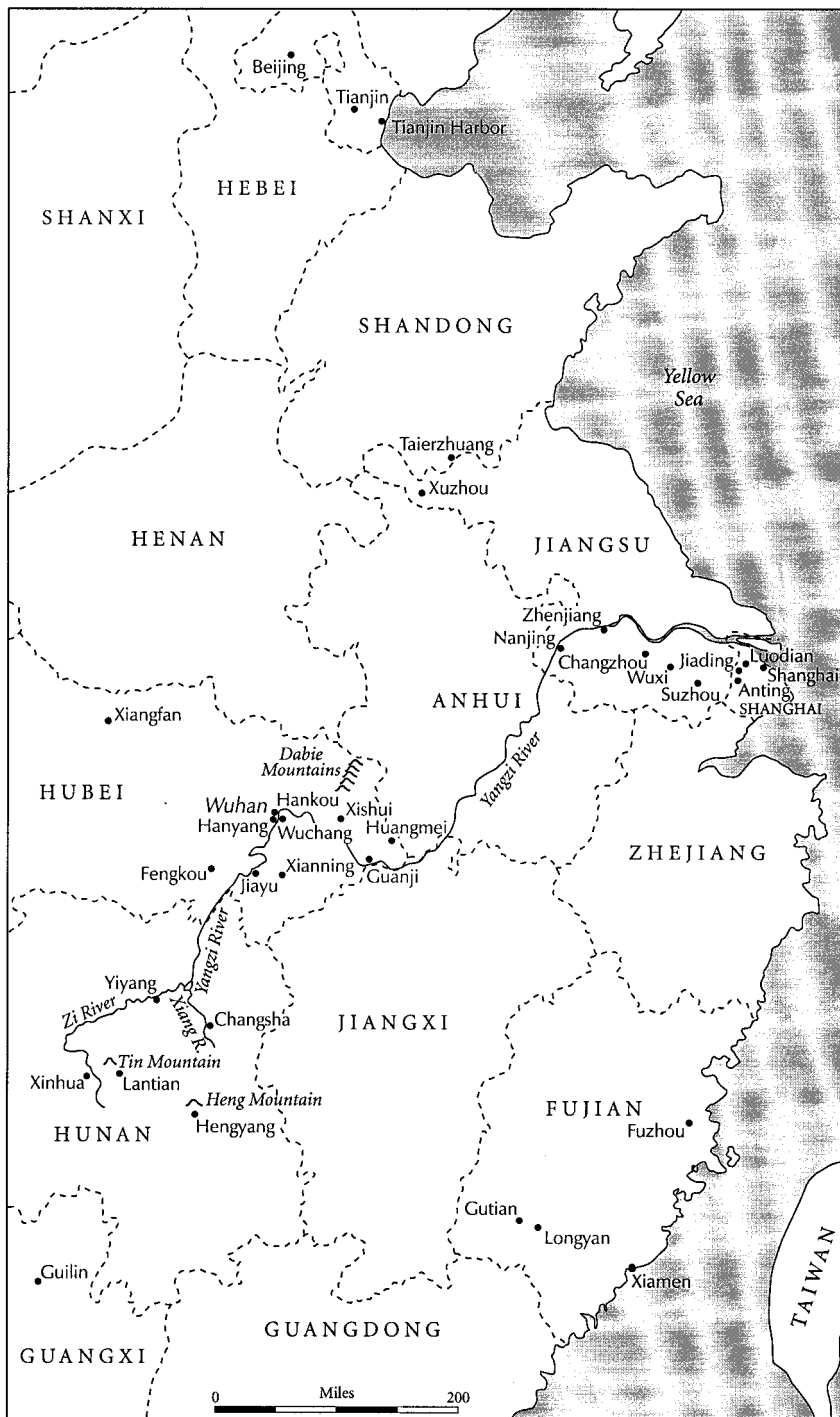 Beijing
Tianjin
Tianjin Harbor
HEBEI
SHANXI
SHANDONG
Yellow
Sea
Taierzhuang
Xuzhou
HENAN
JIANGSU
Zhenjiang
Nanjing
Changzhou
Wuxi
Jiading
Luodian
Shanghai
Suzhou
Anting
SHANGHAI
ANHUI
Xiangfan
Yangzi River
Dabie
Mountains
HUBEI
Wuhan
Hankou
Xishui
Hanyang
Wuchang
Huangmei
ZHEJIANG
Fengkou
Jiayu
Xianning
Guanji
Yangzi River
Yiyang
Zi River
Xiang R.
Changsha
JIANGXI
Tin Mountain
Xinhua
Lantian
Heng Mountain
Hengyang
HUNAN
FUJIAN
Fuzhou
Gutian
Longyan
Xiamen
TAIWAN
Guilin
GUANGXI
GUANGDONG
0
Miles
200